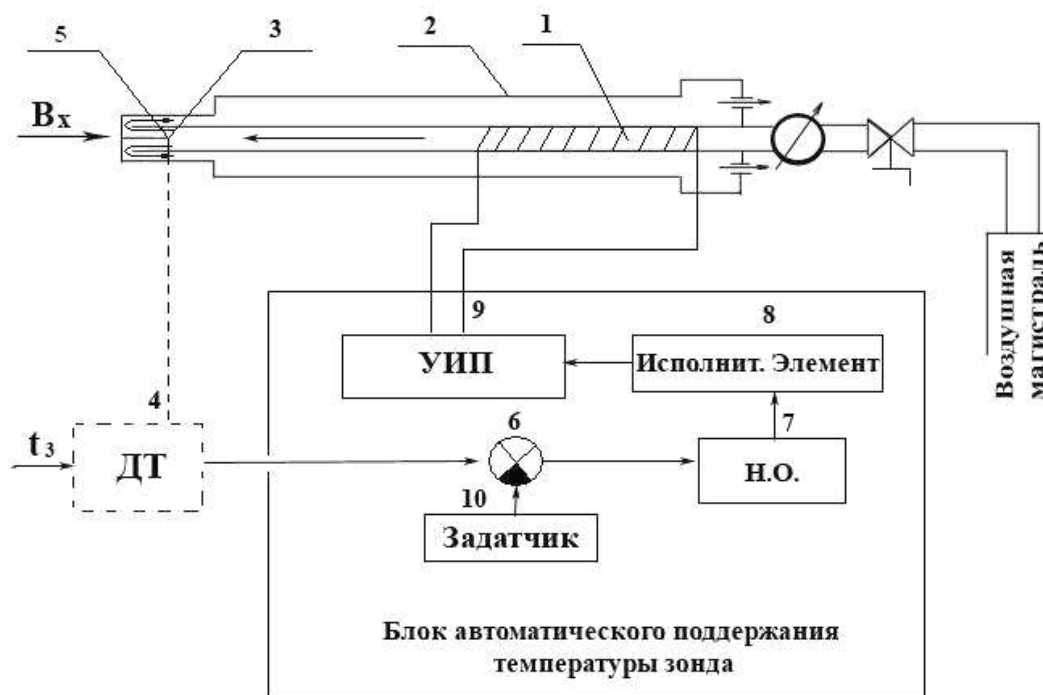 5
3
2
1
Вх
Воздушная
магистраль
9
8
УИП
Исполнит. Элемент
4
6
7
t₃
ДТ
Н.О.
10
Задатчик
Блок автоматического поддержания
температуры зонда